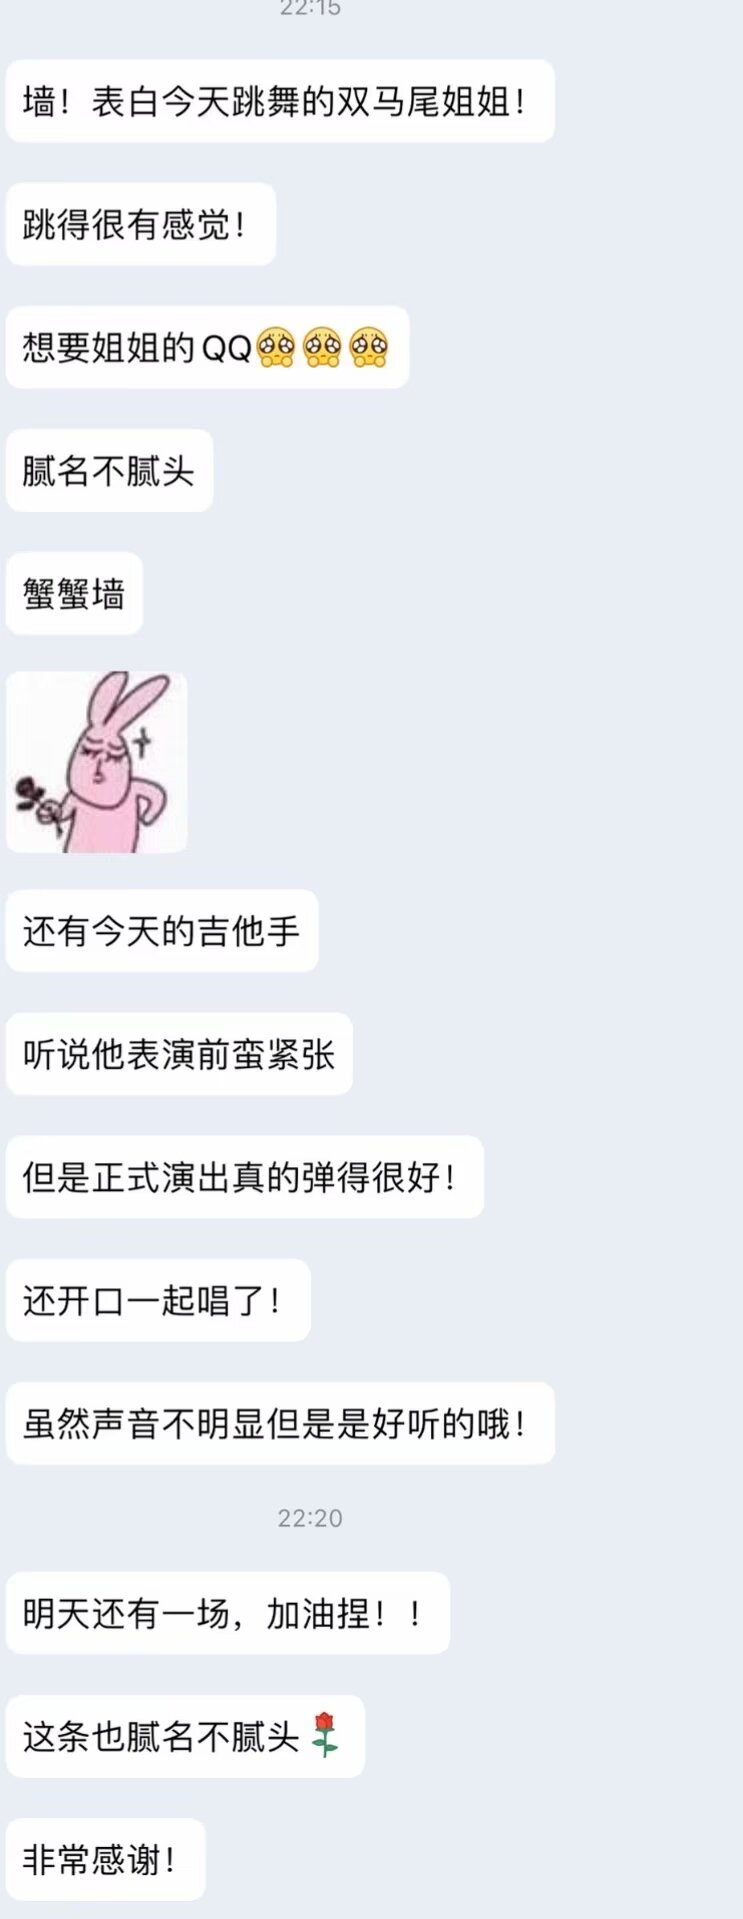 22:15
墙！表白今天跳舞的双马尾姐姐！
跳得很有感觉！
想要姐姐的QQ🥺🥺🥺
腻名不腻头
蟹蟹墙
还有今天的吉他手
听说他表演前蛮紧张
但是正式演出真的弹得很好！
还开口一起唱了！
虽然声音不明显但是是好听的哦！
22:20
明天还有一场，加油捏！！
这条也腻名不腻头🌹
非常感谢！